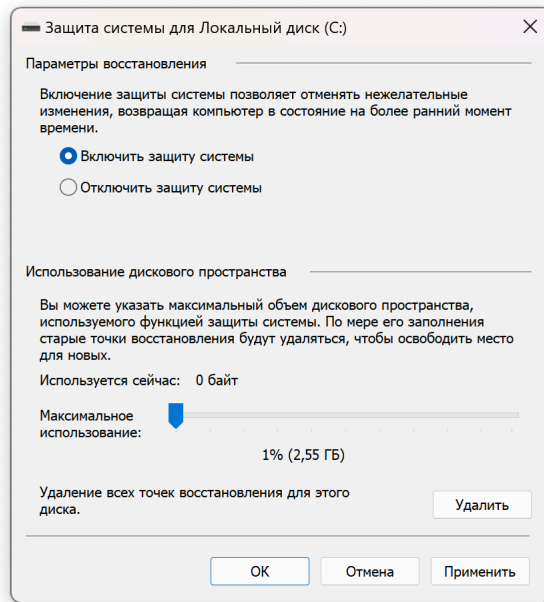 Защита системы для Локальный диск (C:)
Параметры восстановления
Включение защиты системы позволяет отменять нежелательные
изменения, возвращая компьютер в состояние на более ранний момент
времени.
Включить защиту системы
Отключить защиту системы
Использование дискового пространства
Вы можете указать максимальный объем дискового пространства,
используемого функцией защиты системы. По мере его заполнения
старые точки восстановления будут удаляться, чтобы освободить место
для новых.
Используется сейчас: 0 байт
Максимальное
использование:
1% (2,55 ГБ)
Удаление всех точек восстановления для этого
диска.
Удалить
ОК
Отмена
Применить